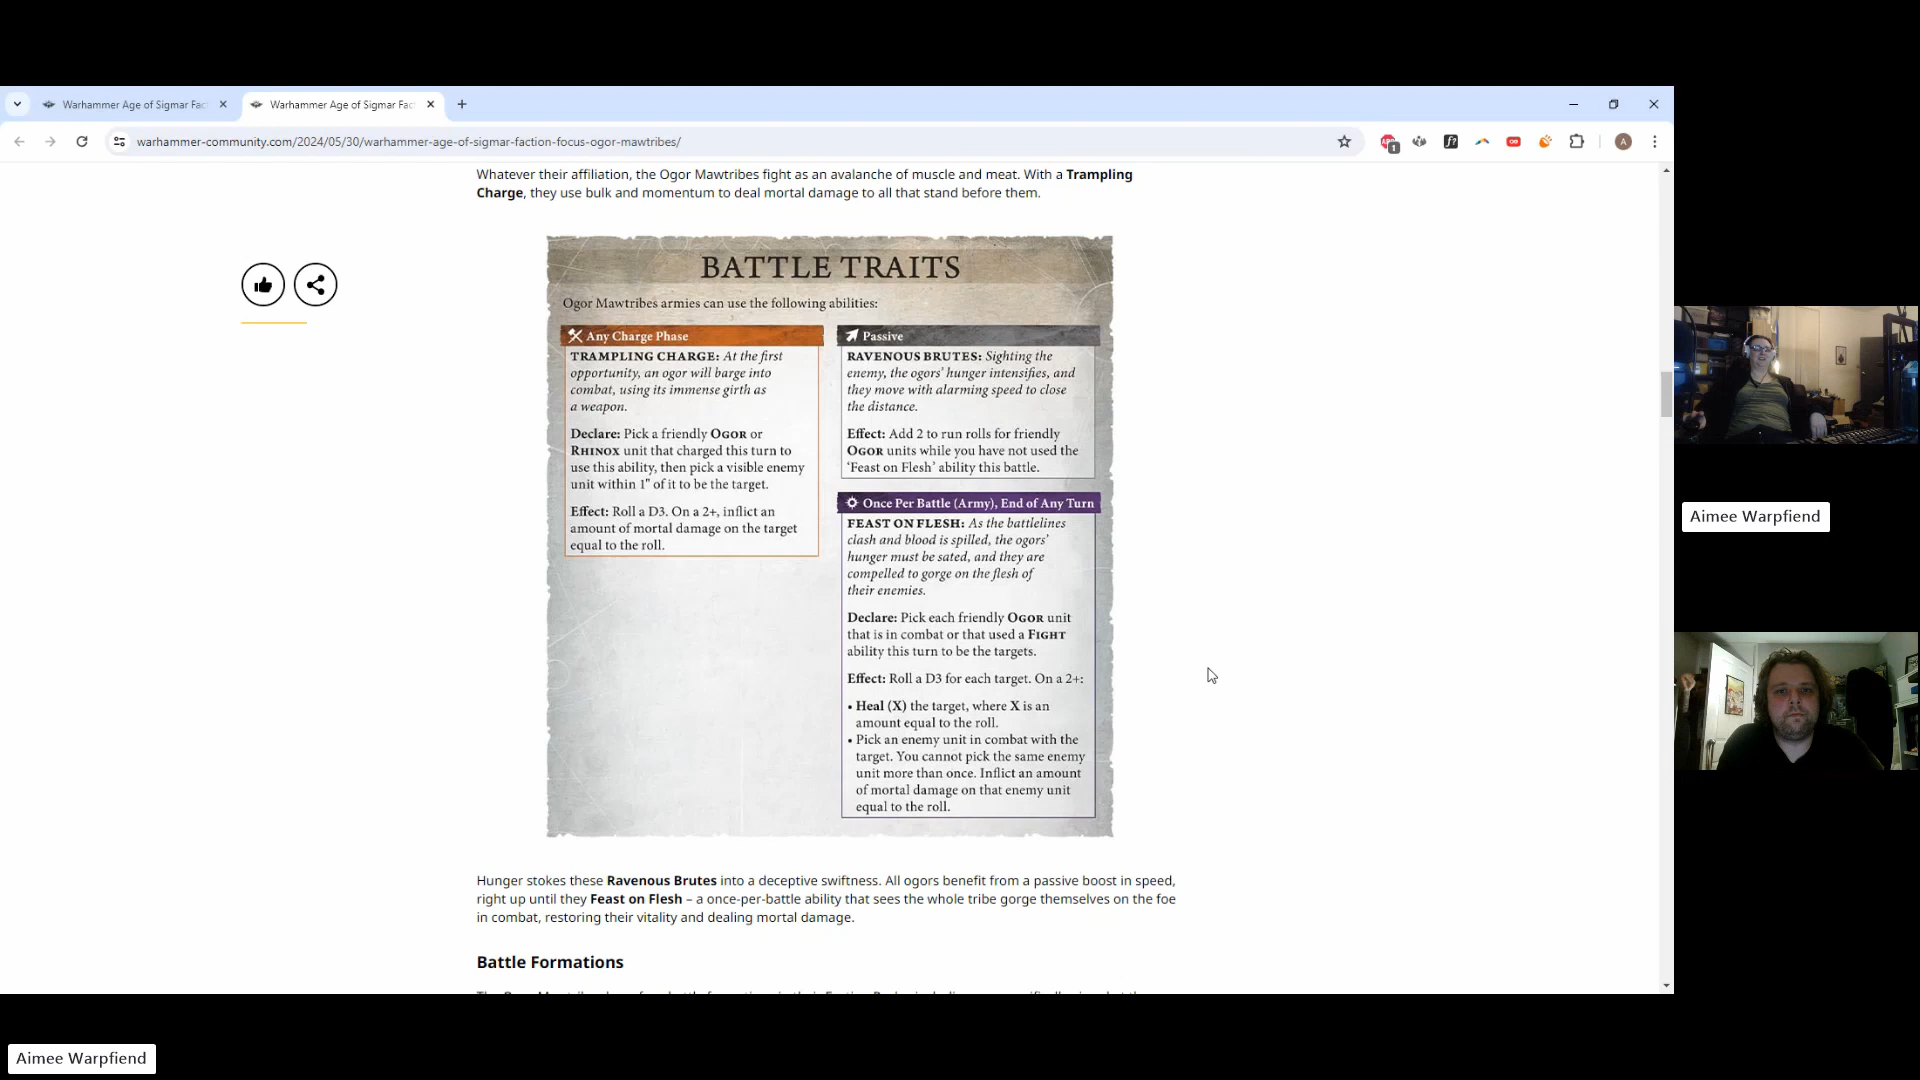 Warhammer Age of Sigmar Fac
Warhammer Age of Sigmar Fac
warhammer-community.com/2024/05/30/warhammer-age-of-sigmar-faction-focus-ogor-mawtribes/
1
f?
A
Whatever their affiliation, the Ogor Mawtribes fight as an avalanche of muscle and meat. With a Trampling
Charge, they use bulk and momentum to deal mortal damage to all that stand before them.
BATTLE TRAITS
Ogor Mawtribes armies can use the following abilities:
Any Charge Phase
TRAMPLING CHARGE: At the first
opportunity, an ogor will barge into
combat, using its immense girth as
a weapon.
Declare: Pick a friendly OGOR or
RHINOX unit that charged this turn to
use this ability, then pick a visible enemy
unit within 1" of it to be the target.
Effect: Roll a D3. On a 2+, inflict an
amount of mortal damage on the target
equal to the roll.
Passive
RAVENOUS BRUTES: Sighting the
enemy, the ogors' hunger intensifies, and
they move with alarming speed to close
the distance.
Effect: Add 2 to run rolls for friendly
OGOR units while you have not used the
'Feast on Flesh' ability this battle.
Once Per Battle (Army), End of Any Turn
FEAST ON FLESH: As the battlelines
clash and blood is spilled, the ogors'
hunger must be sated, and they are
compelled to gorge on the flesh of
their enemies.
Declare: Pick each friendly OGOR unit
that is in combat or that used a FIGHT
ability this turn to be the targets.
Effect: Roll a D3 for each target. On a 2+:
• Heal (X) the target, where X is an
amount equal to the roll.
• Pick an enemy unit in combat with the
target. You cannot pick the same enemy
unit more than once. Inflict an amount
of mortal damage on that enemy unit
equal to the roll.
Hunger stokes these Ravenous Brutes into a deceptive swiftness. All ogors benefit from a passive boost in speed,
right up until they Feast on Flesh – a once-per-battle ability that sees the whole tribe gorge themselves on the foe
in combat, restoring their vitality and dealing mortal damage.
Battle Formations
Aimee Warpfiend
Aimee Warpfiend